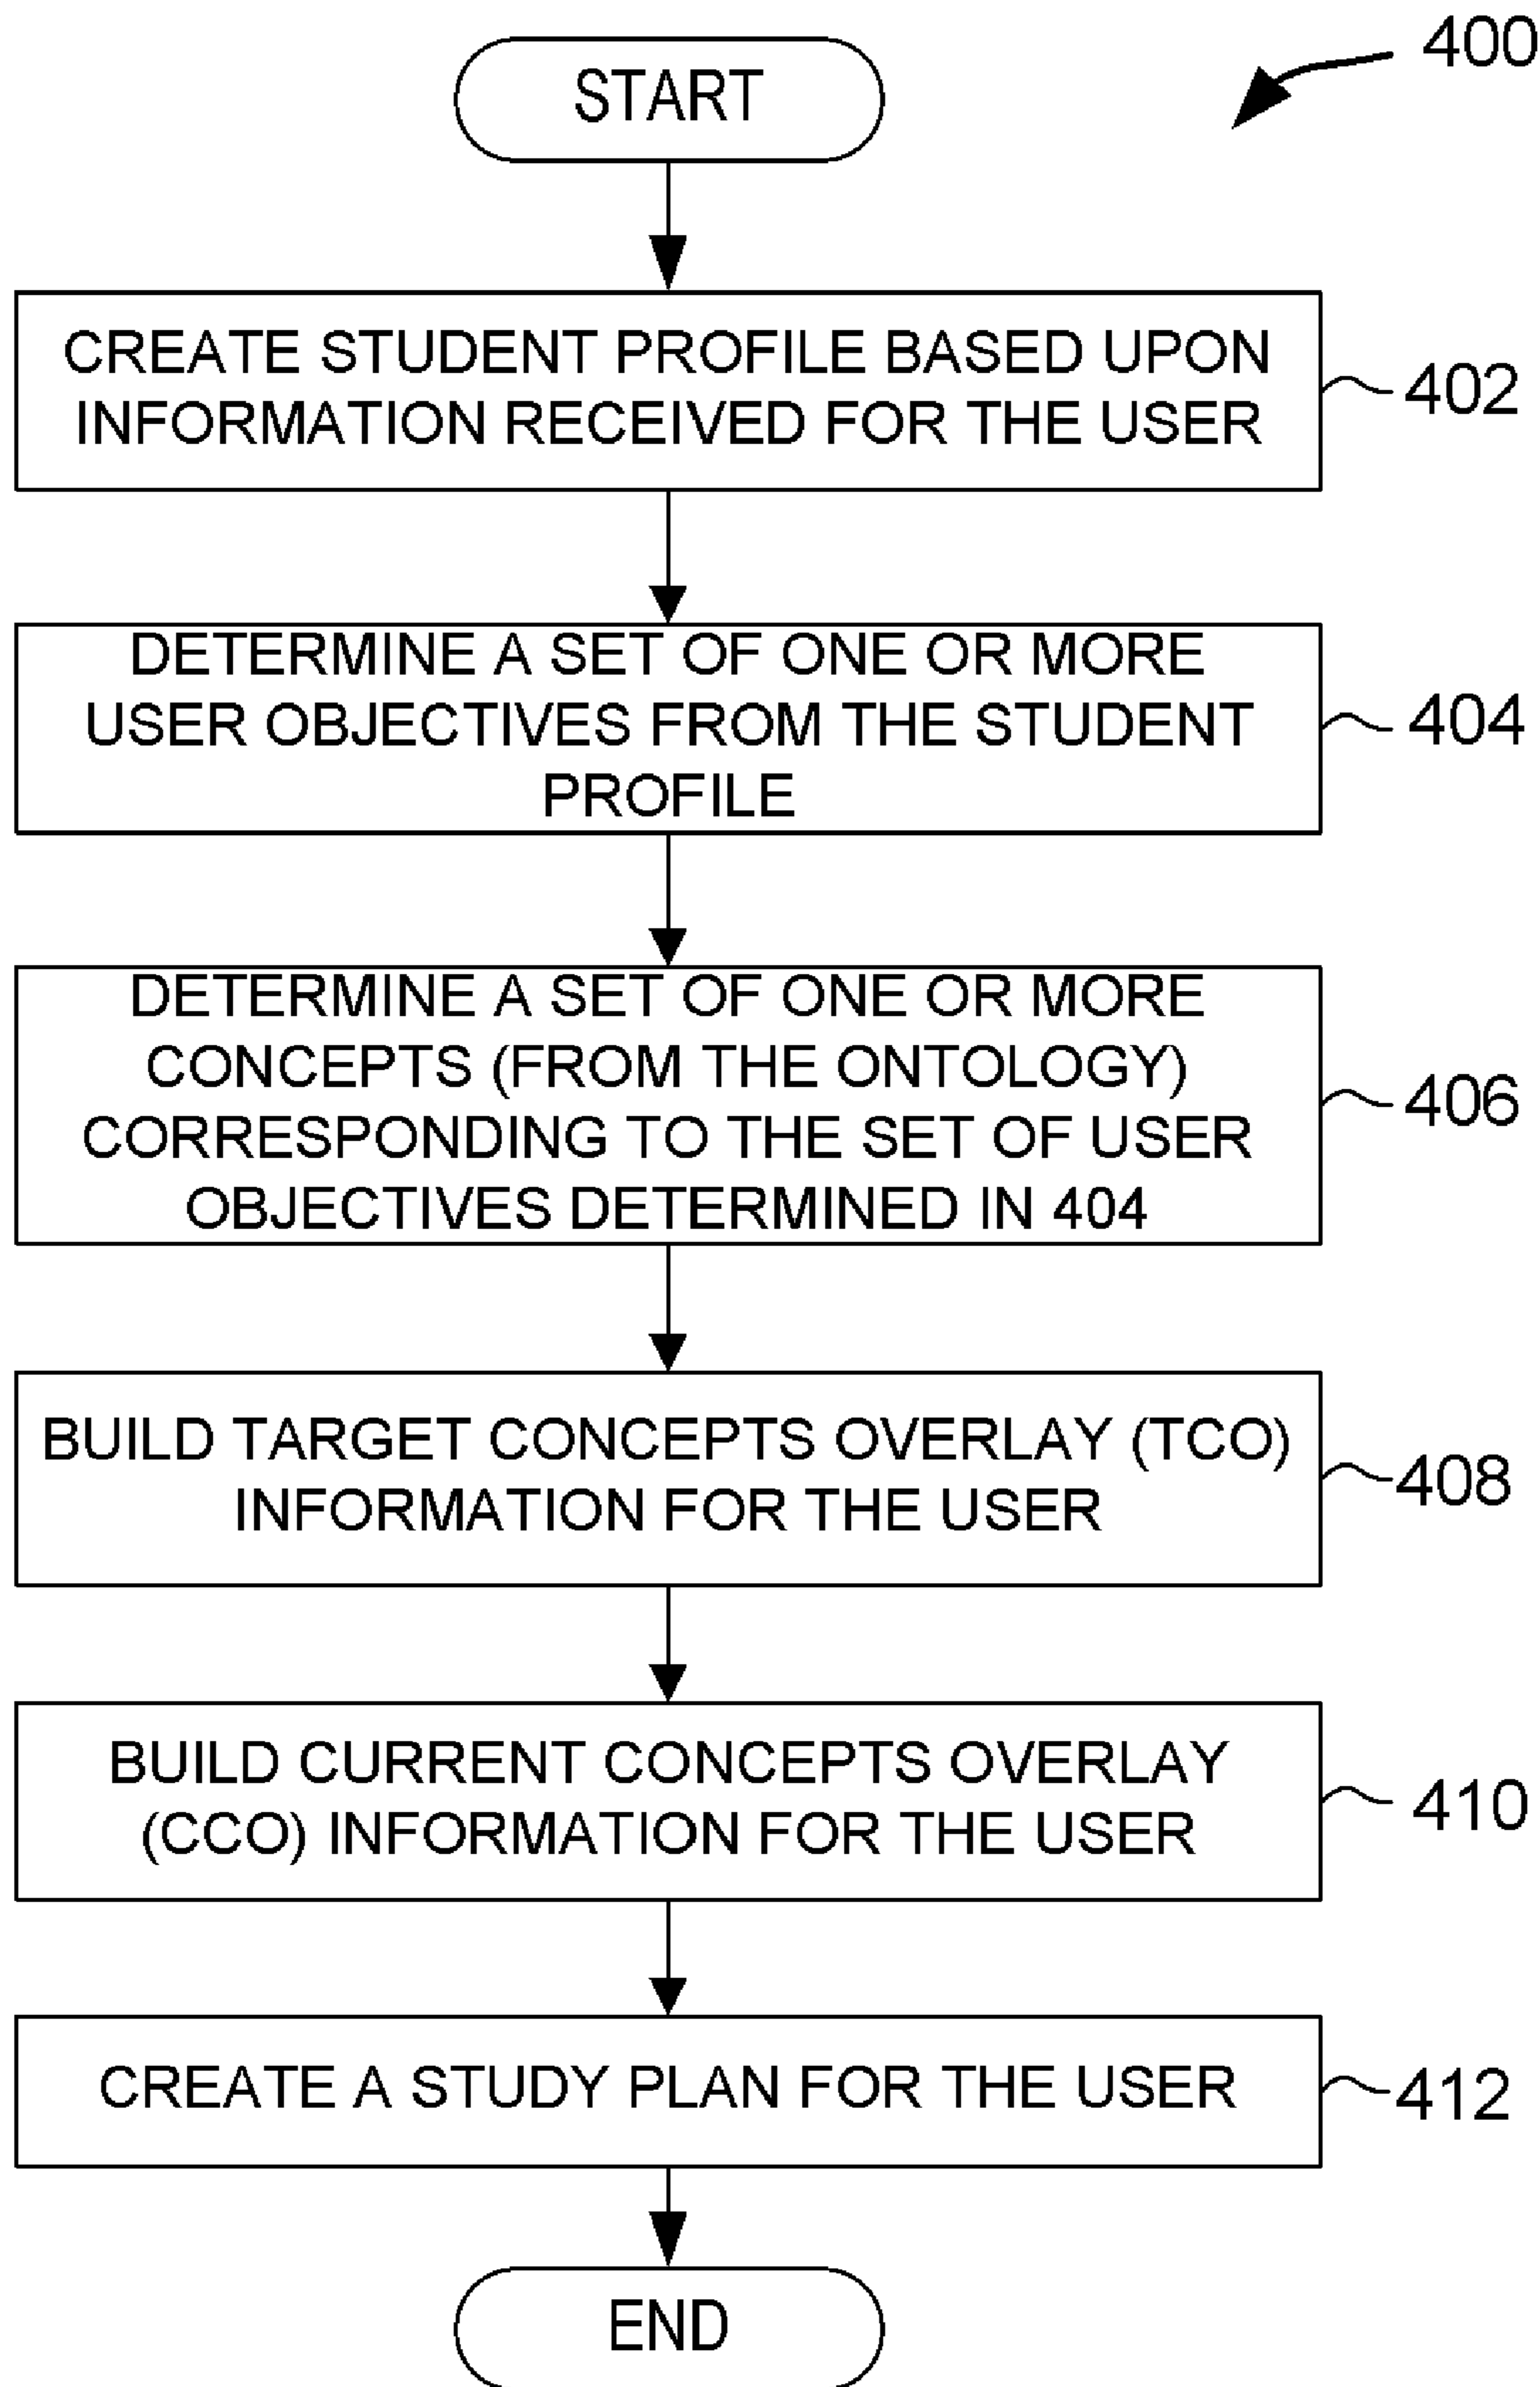 400
START
CREATE STUDENT PROFILE BASED UPON
INFORMATION RECEIVED FOR THE USER
402
DETERMINE A SET OF ONE OR MORE
USER OBJECTIVES FROM THE STUDENT
PROFILE
404
DETERMINE A SET OF ONE OR MORE
CONCEPTS (FROM THE ONTOLOGY)
CORRESPONDING TO THE SET OF USER
OBJECTIVES DETERMINED IN 404
406
BUILD TARGET CONCEPTS OVERLAY (TCO)
INFORMATION FOR THE USER
408
BUILD CURRENT CONCEPTS OVERLAY
(CCO) INFORMATION FOR THE USER
410
CREATE A STUDY PLAN FOR THE USER
412
END